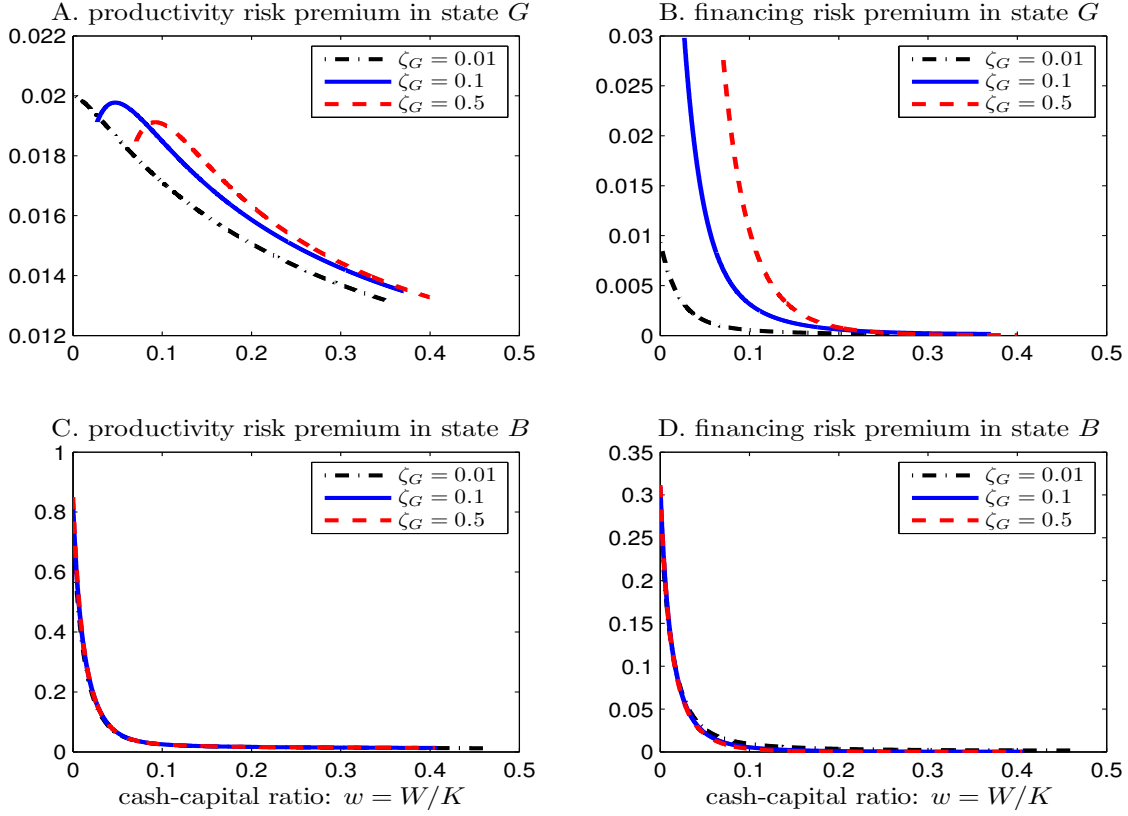 A. productivity risk premium in state G
0.022
0.02
0.018
0.016
0.014
0.012
0 0.1 0.2 0.3 0.4 0.5
ζG = 0.01
ζG = 0.1
ζG = 0.5
B. financing risk premium in state G
0.03
0.025
0.02
0.015
0.01
0.005
0
0 0.1 0.2 0.3 0.4 0.5
ζG = 0.01
ζG = 0.1
ζG = 0.5
C. productivity risk premium in state B
1
0.8
0.6
0.4
0.2
0
0 0.1 0.2 0.3 0.4 0.5
ζG = 0.01
ζG = 0.1
ζG = 0.5
cash-capital ratio: w = W/K
D. financing risk premium in state B
0.35
0.3
0.25
0.2
0.15
0.1
0.05
0
0 0.1 0.2 0.3 0.4 0.5
ζG = 0.01
ζG = 0.1
ζG = 0.5
cash-capital ratio: w = W/K